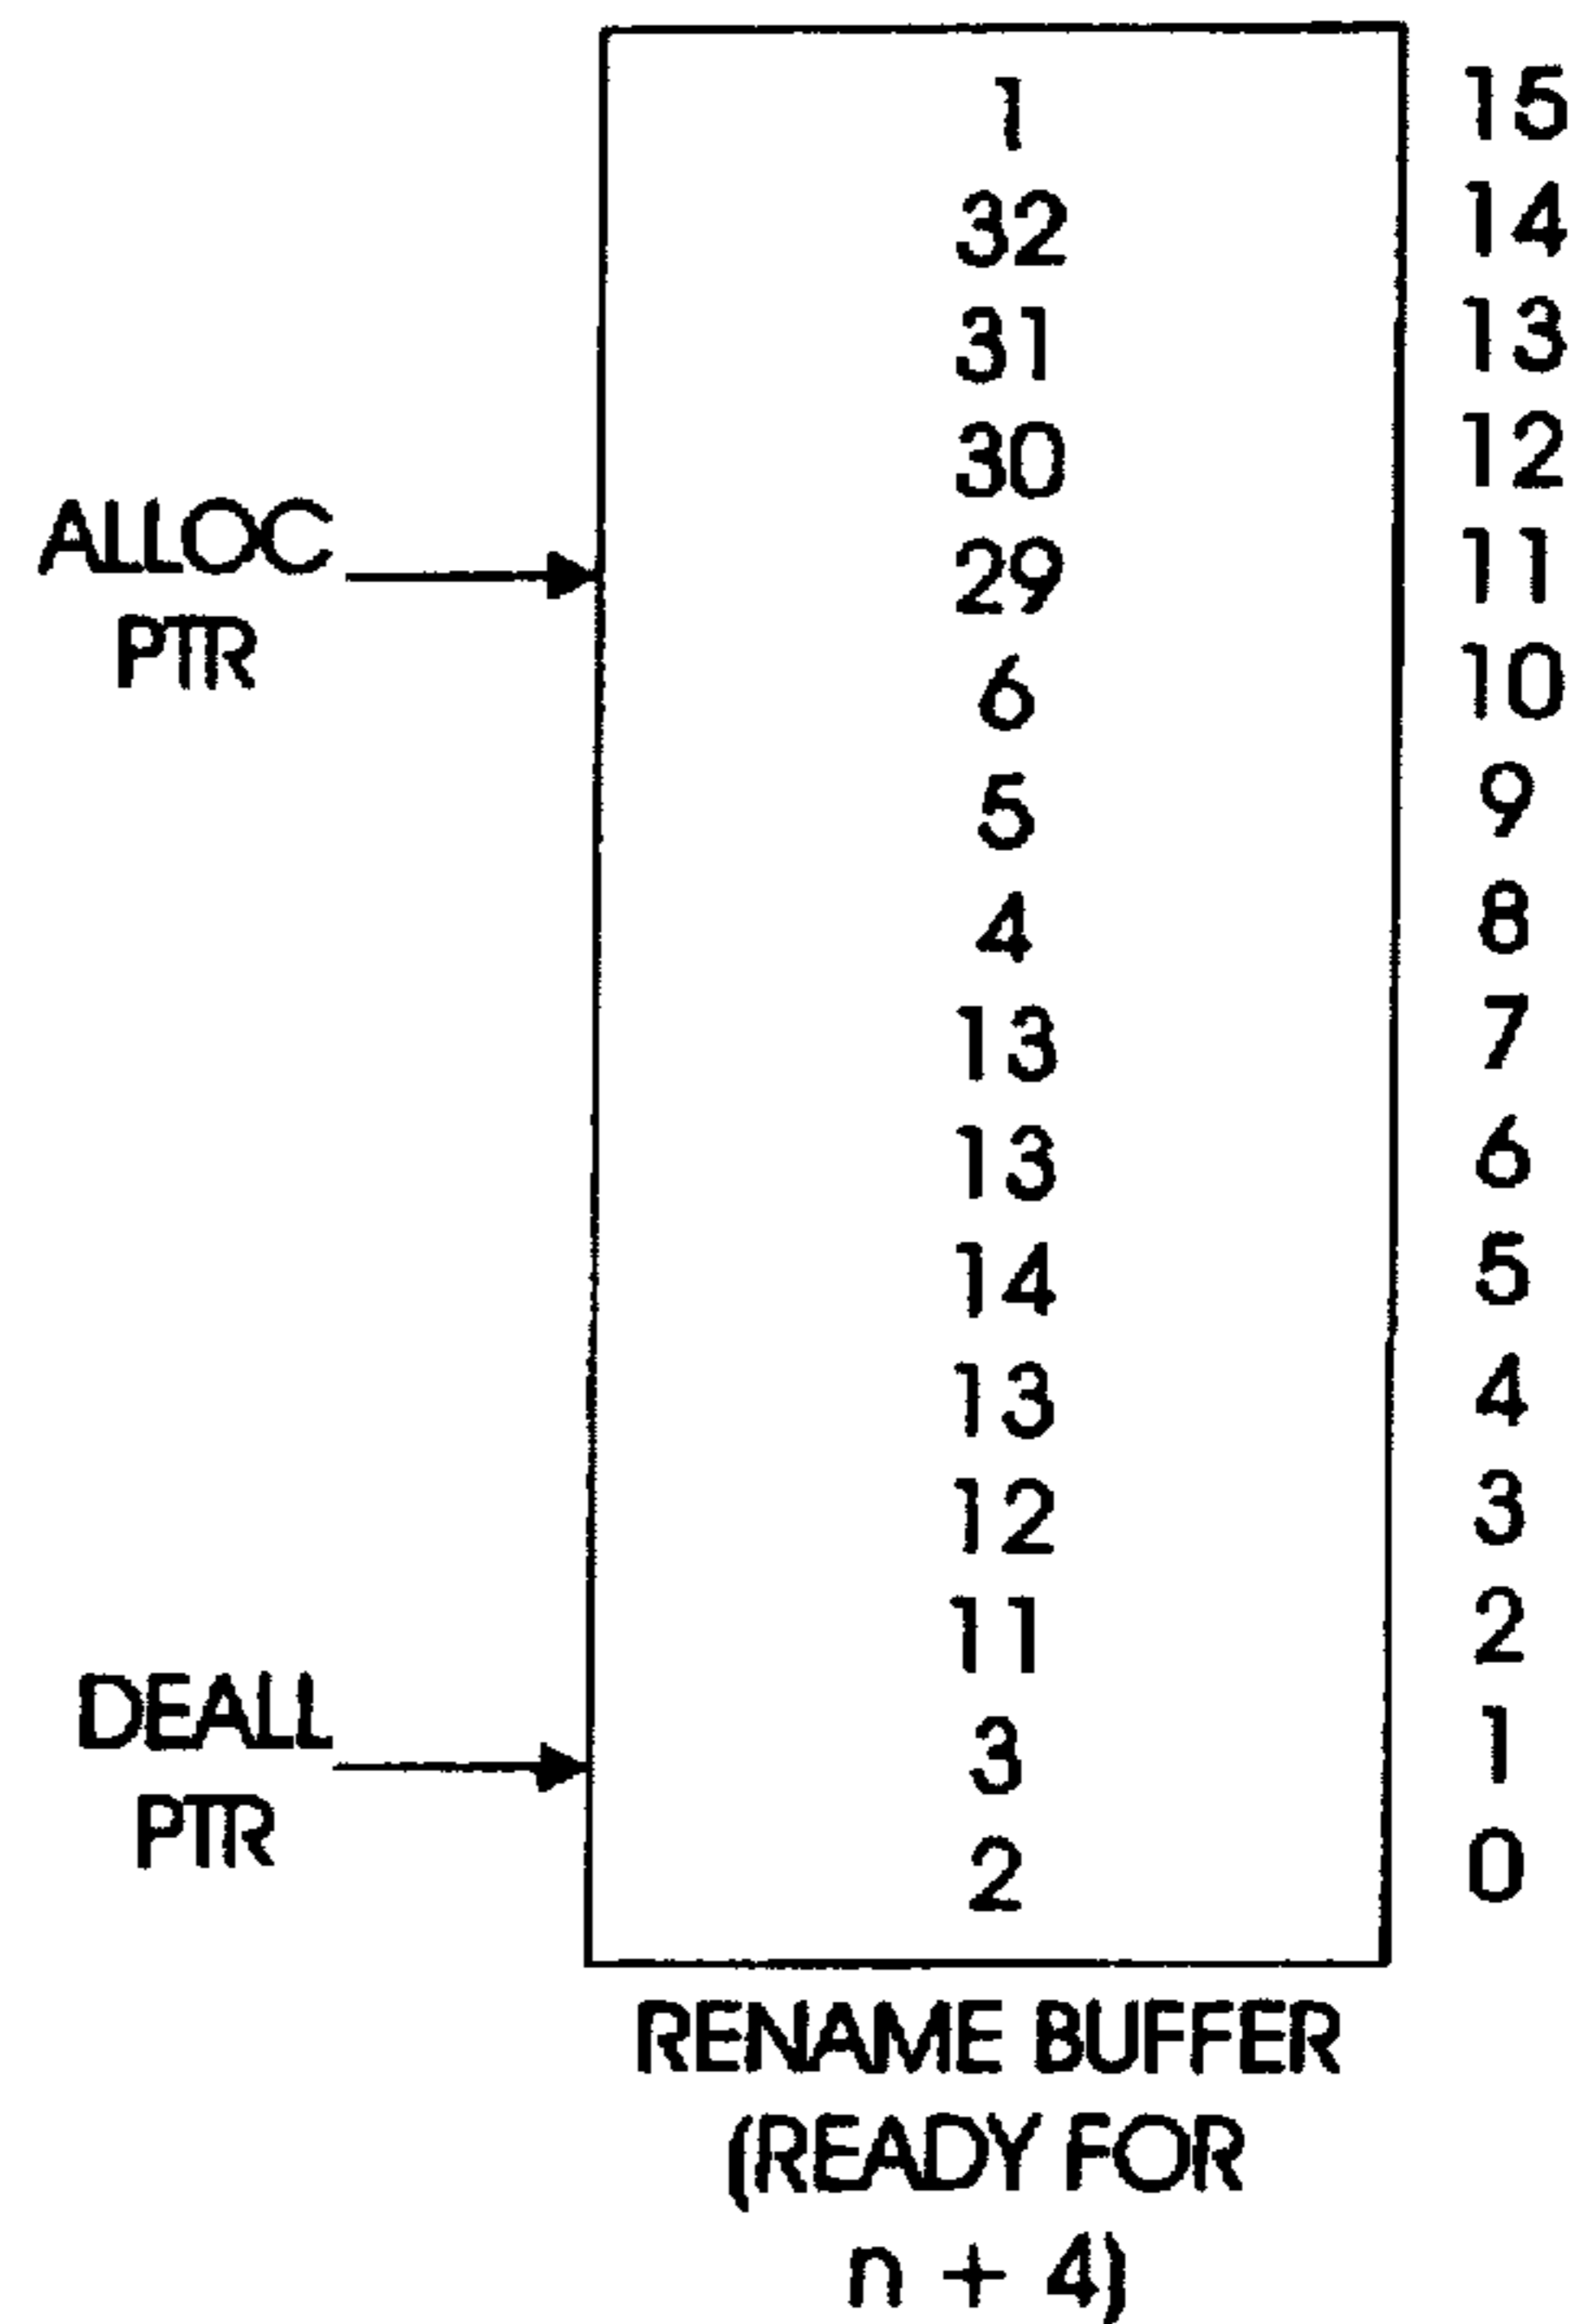 1 15
32 14
31 13
30 12
ALLOC
PTR
29 11
6 10
5 9
4 8
13 7
13 6
14 5
13 4
12 3
11 2
DEALL
PTR
3 1
2 0
RENAME BUFFER
(READY FOR
n + 4)